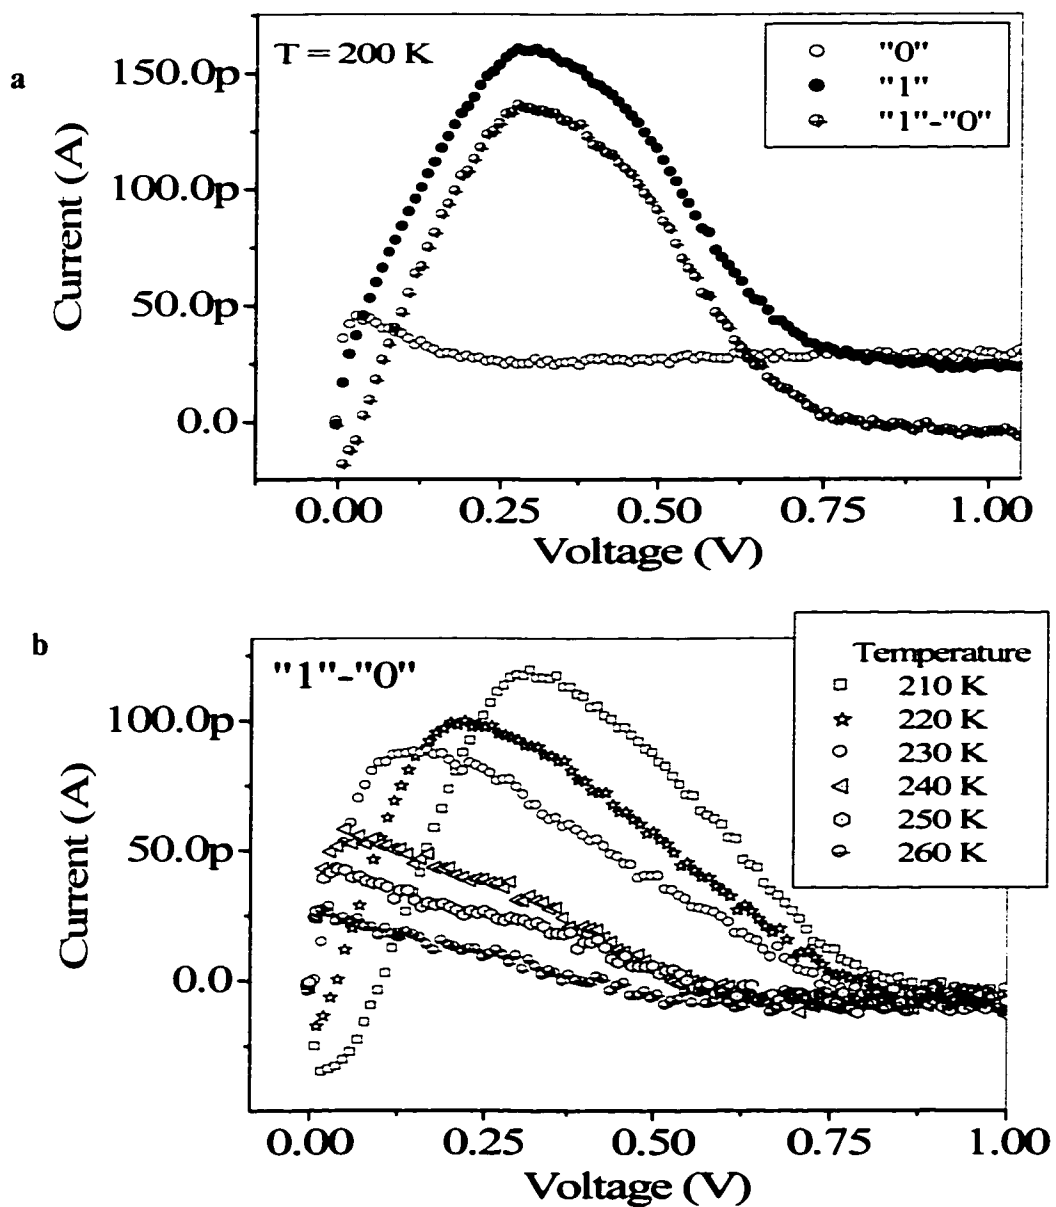 a
T = 200 K
"0"
"1"
"1"-"0"
150.0p
100.0p
50.0p
0.0
Current (A)
0.00 0.25 0.50 0.75 1.00
Voltage (V)
b
"1"-"0"
Temperature
210 K
220 K
230 K
240 K
250 K
260 K
100.0p
50.0p
0.0
Current (A)
0.00 0.25 0.50 0.75 1.00
Voltage (V)